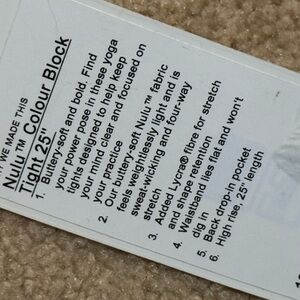 WE MADE THIS
Nulu™ Colour Block
Tight 25"
1. Buttery-soft and bold. Find
your power pose in these yoga
tights designed to help keep
your mind clear and focused on
your practice
2. Our buttery-soft Nulu™ fabric
feels weightlessly light and is
sweat-wicking and four-way
stretch
3. Added Lycra® fibre for stretch
and shape retention
4. Waistband lies flat and won't
dig in
5. Back drop-in pocket
6. High rise, 25" length